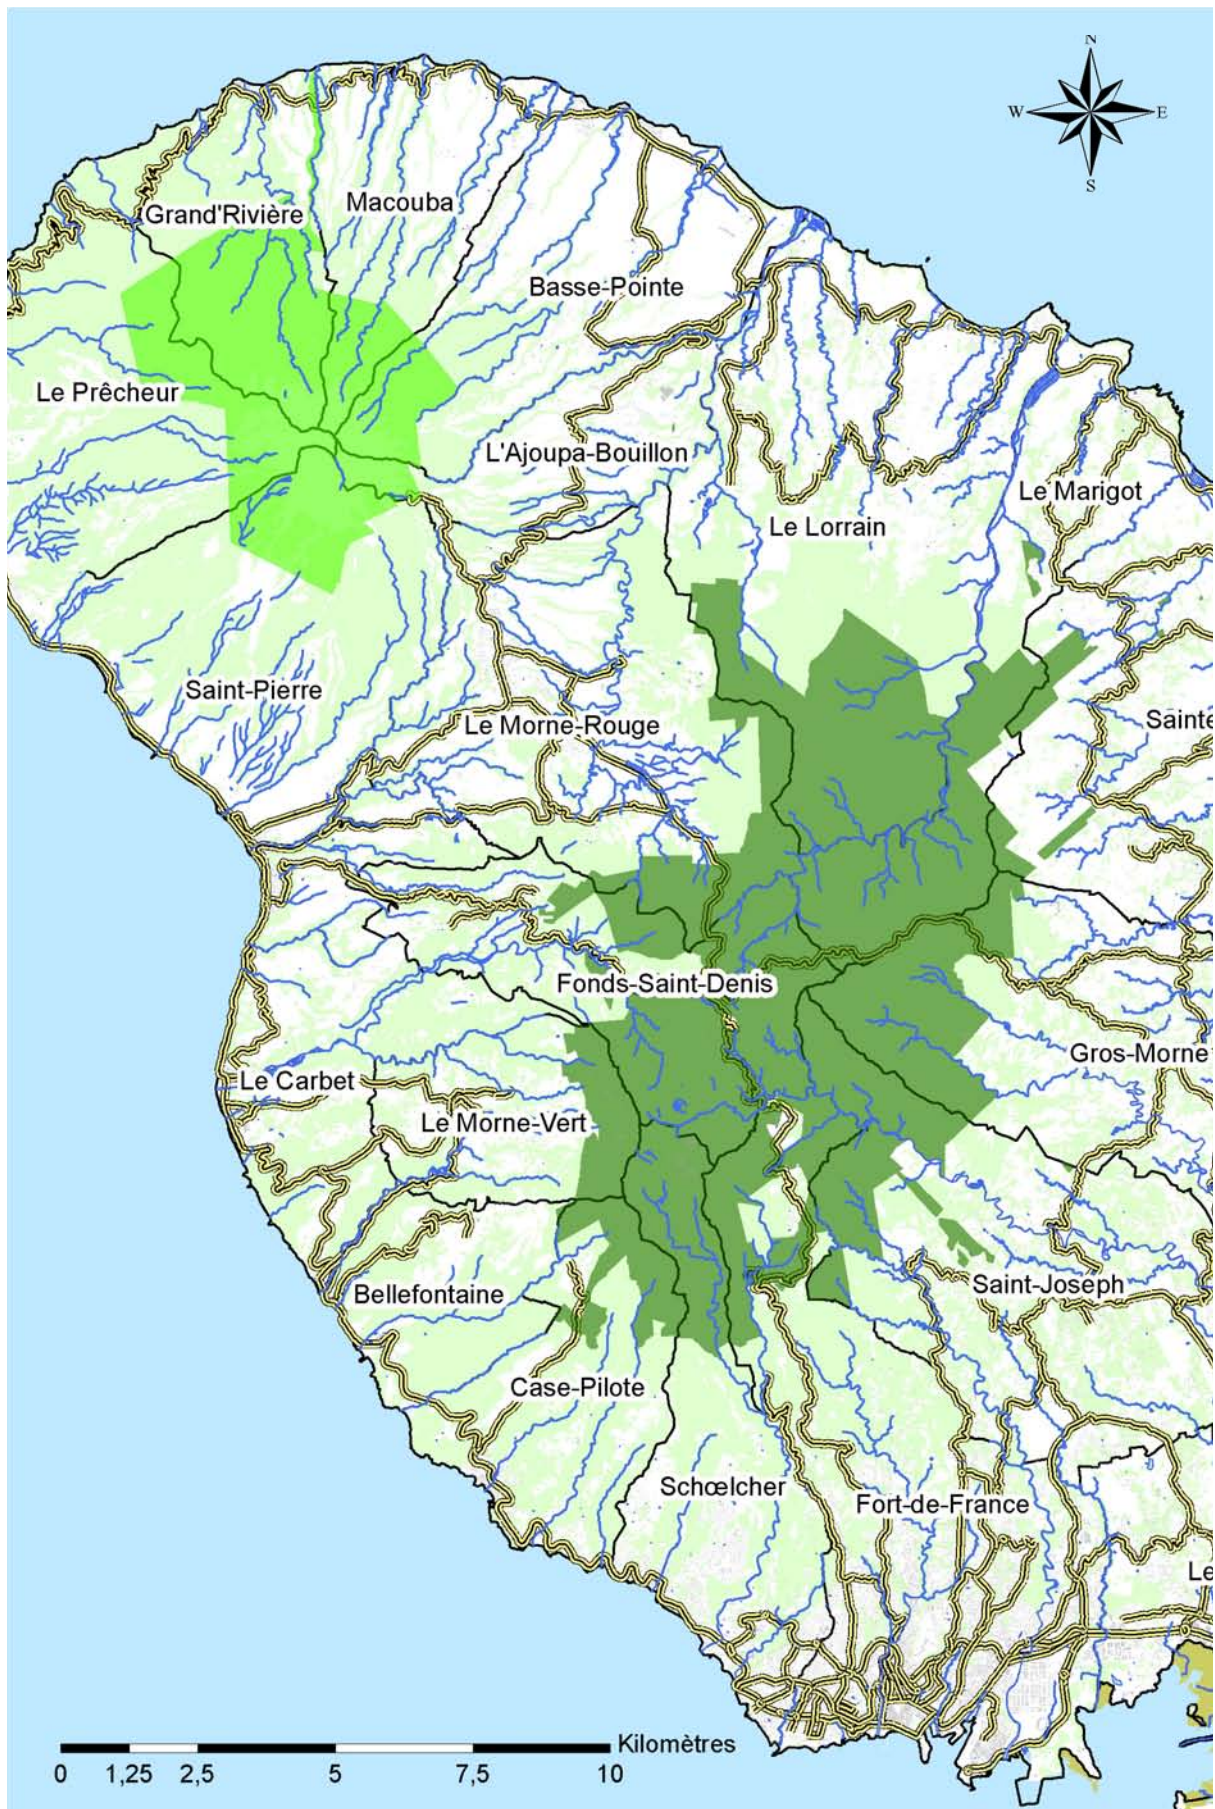 N
W E
S
Macouba
Grand'Rivière
Basse-Pointe
Le Prêcheur
L'Ajoupa-Bouillon
Le Marigot
Le Lorrain
Saint-Pierre
Sainte
Le Morne-Rouge
Fonds-Saint-Denis
Gros-Morne
Le Carbet
Le Morne-Vert
Saint-Joseph
Bellefontaine
Case-Pilote
Schœlcher
Fort-de-France
Le
Kilomètres
0 1,25 2,5 5 7,5 10